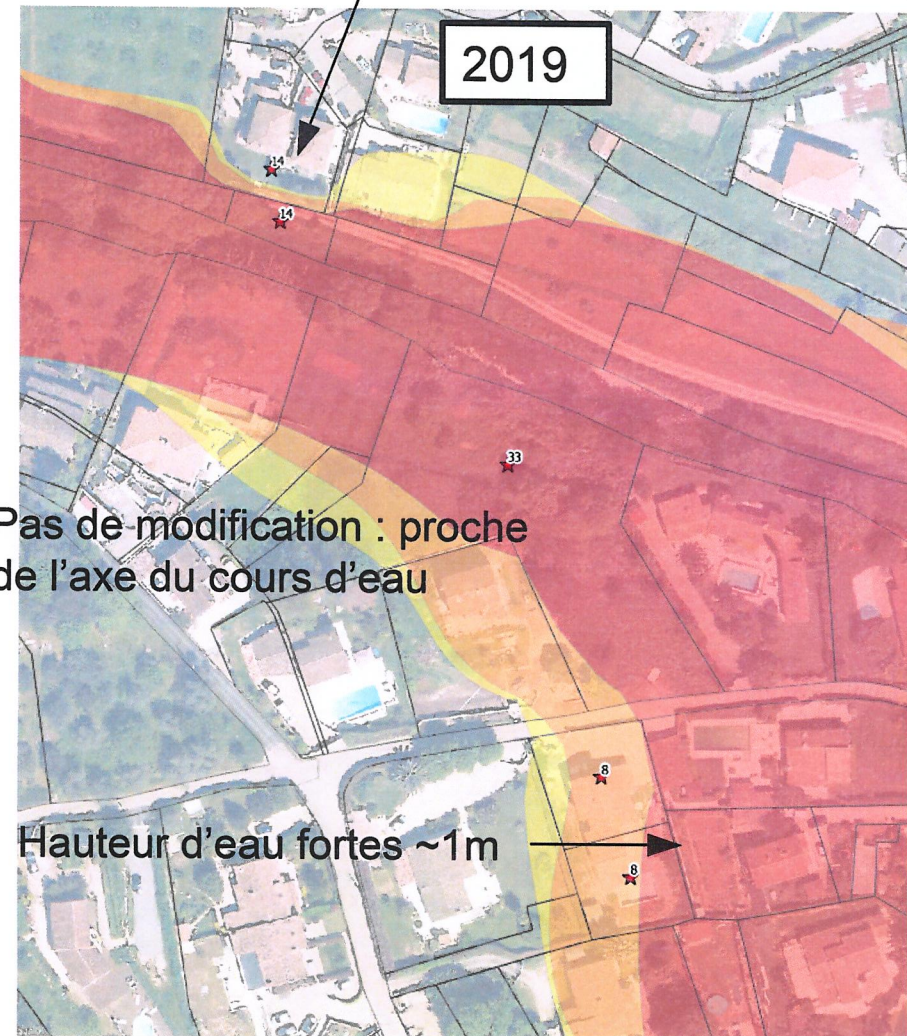 2019
14
14
33
Pas de modification : proche
de l'axe du cours d'eau
8
Hauteur d'eau fortes ~1m
8